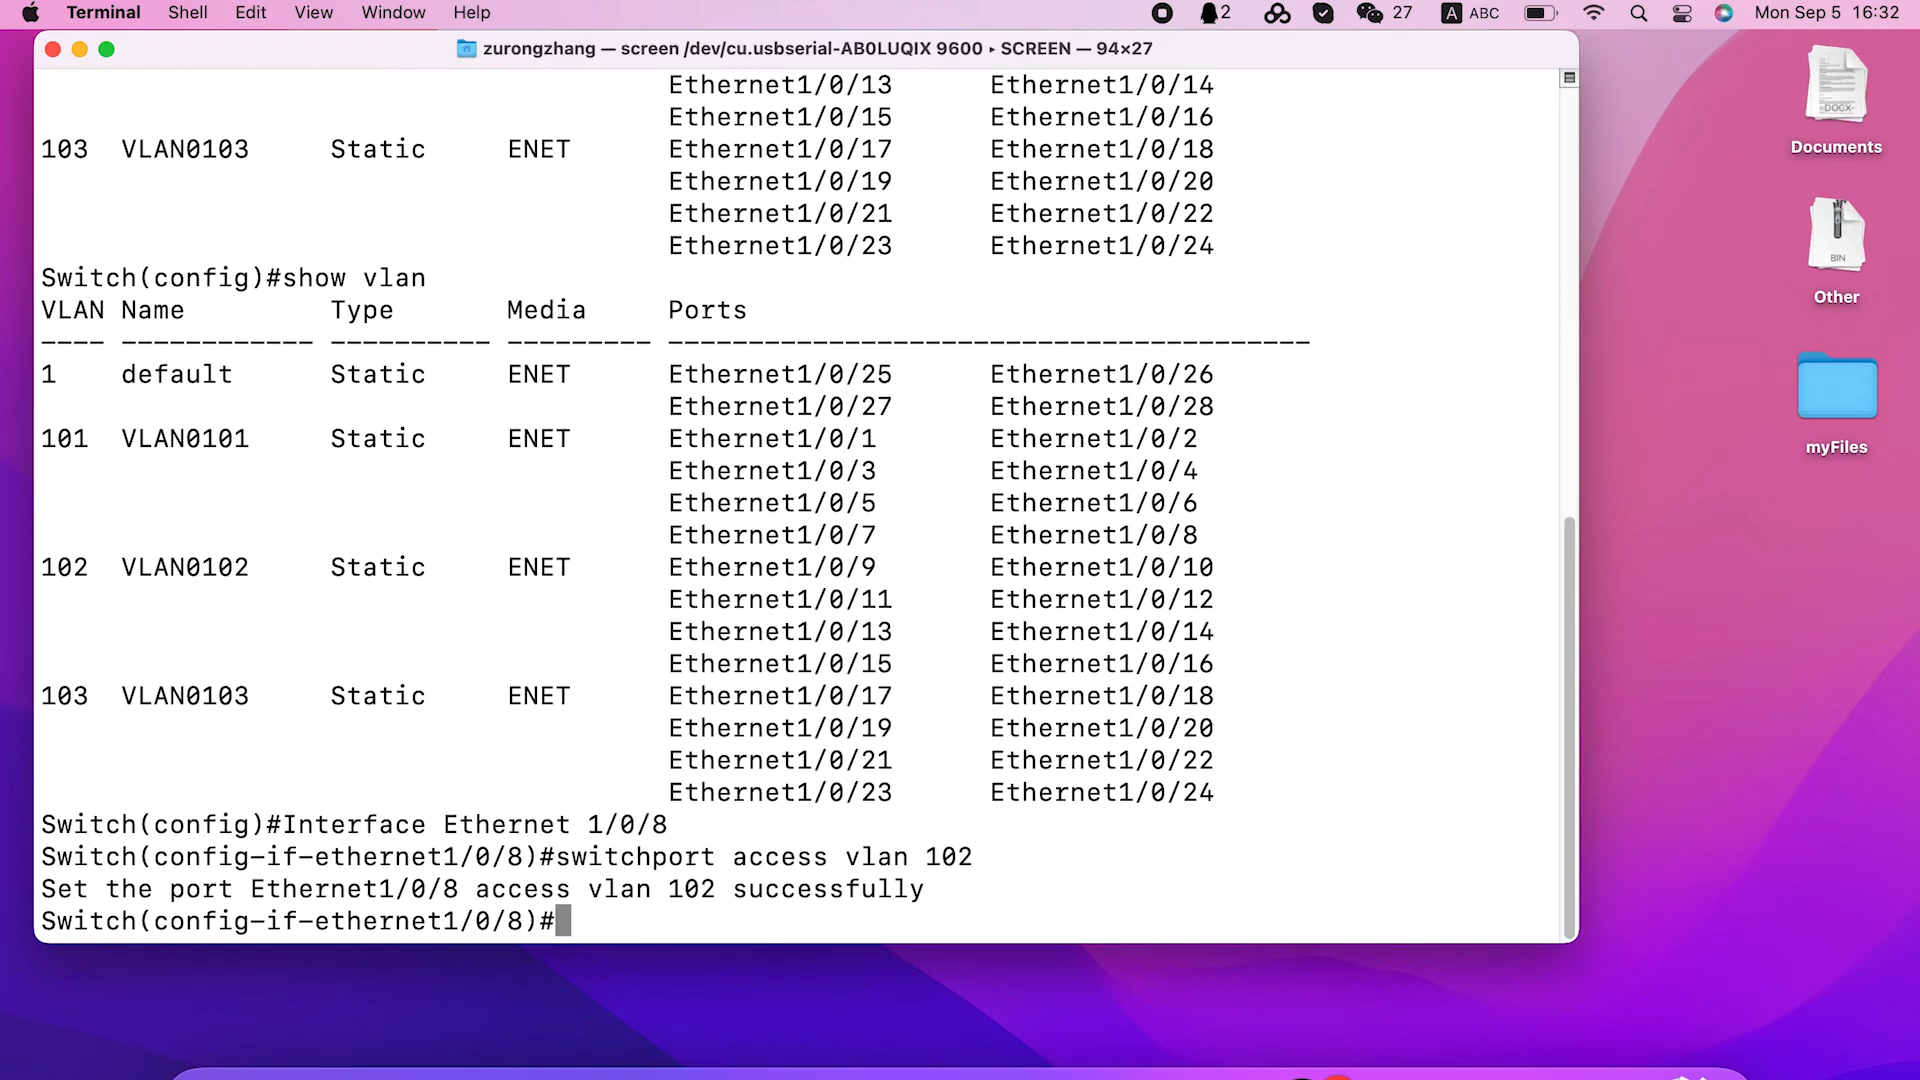 Terminal Shell Edit View Window Help 2 27 A ABC Mon Sep 5 16:32
zurongzhang — screen /dev/cu.usbserial-AB0LUQIX 9600 ▸ SCREEN — 94×27
Ethernet1/0/13 Ethernet1/0/14
Ethernet1/0/15 Ethernet1/0/16
103 VLAN0103 Static ENET Ethernet1/0/17 Ethernet1/0/18
Ethernet1/0/19 Ethernet1/0/20
Ethernet1/0/21 Ethernet1/0/22
Ethernet1/0/23 Ethernet1/0/24
Switch(config)#show vlan
VLAN Name Type Media Ports
---- ------------ ---------- --------- ----------------------------------------
1 default Static ENET Ethernet1/0/25 Ethernet1/0/26
Ethernet1/0/27 Ethernet1/0/28
101 VLAN0101 Static ENET Ethernet1/0/1 Ethernet1/0/2
Ethernet1/0/3 Ethernet1/0/4
Ethernet1/0/5 Ethernet1/0/6
Ethernet1/0/7 Ethernet1/0/8
102 VLAN0102 Static ENET Ethernet1/0/9 Ethernet1/0/10
Ethernet1/0/11 Ethernet1/0/12
Ethernet1/0/13 Ethernet1/0/14
Ethernet1/0/15 Ethernet1/0/16
103 VLAN0103 Static ENET Ethernet1/0/17 Ethernet1/0/18
Ethernet1/0/19 Ethernet1/0/20
Ethernet1/0/21 Ethernet1/0/22
Ethernet1/0/23 Ethernet1/0/24
Switch(config)#Interface Ethernet 1/0/8
Switch(config-if-ethernet1/0/8)#switchport access vlan 102
Set the port Ethernet1/0/8 access vlan 102 successfully
Switch(config-if-ethernet1/0/8)#
DOCX
Documents
BIN
Other
myFiles